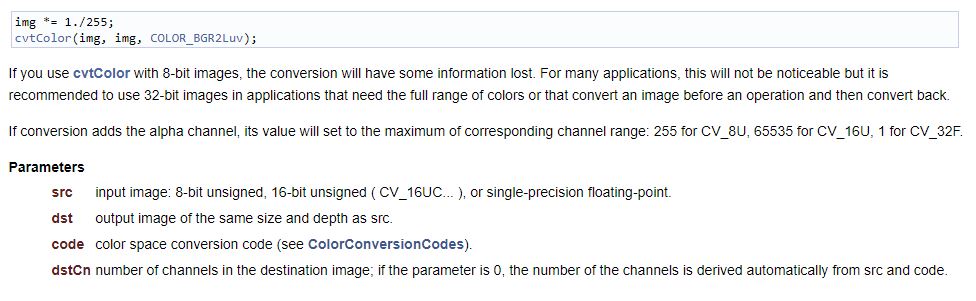 img *= 1./255;
cvtColor(img, img, COLOR_BGR2Luv);
If you use cvtColor with 8-bit images, the conversion will have some information lost. For many applications, this will not be noticeable but it is
recommended to use 32-bit images in applications that need the full range of colors or that convert an image before an operation and then convert back.
If conversion adds the alpha channel, its value will set to the maximum of corresponding channel range: 255 for CV_8U, 65535 for CV_16U, 1 for CV_32F.
Parameters
src input image: 8-bit unsigned, 16-bit unsigned ( CV_16UC... ), or single-precision floating-point.
dst output image of the same size and depth as src.
code color space conversion code (see ColorConversionCodes).
dstCn number of channels in the destination image; if the parameter is 0, the number of the channels is derived automatically from src and code.